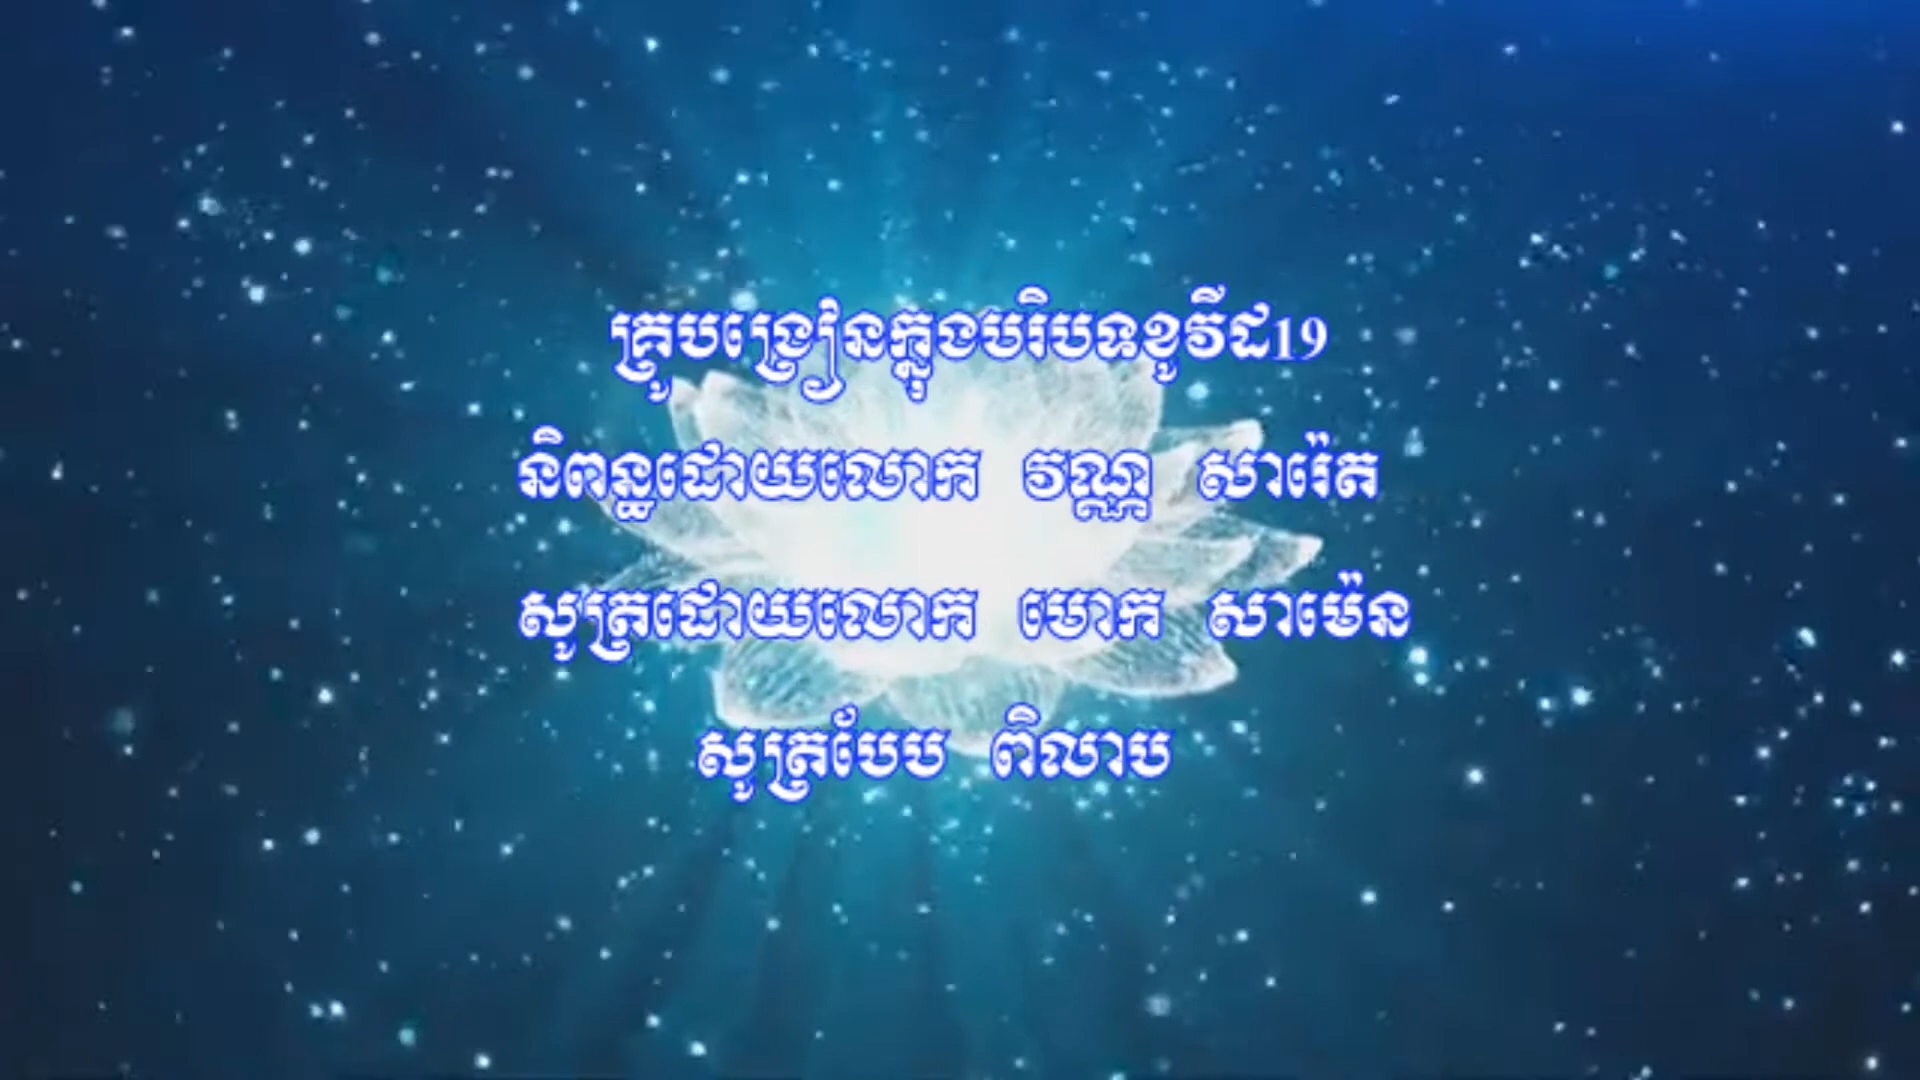 គ្រូបង្រៀនក្នុងបរិបទខូវីដ19
និពន្ធដោយលោក វណ្ណ សារ៉េត
សូត្រដោយលោក មោក សាម៉េន
សូត្របែប ពិលាប